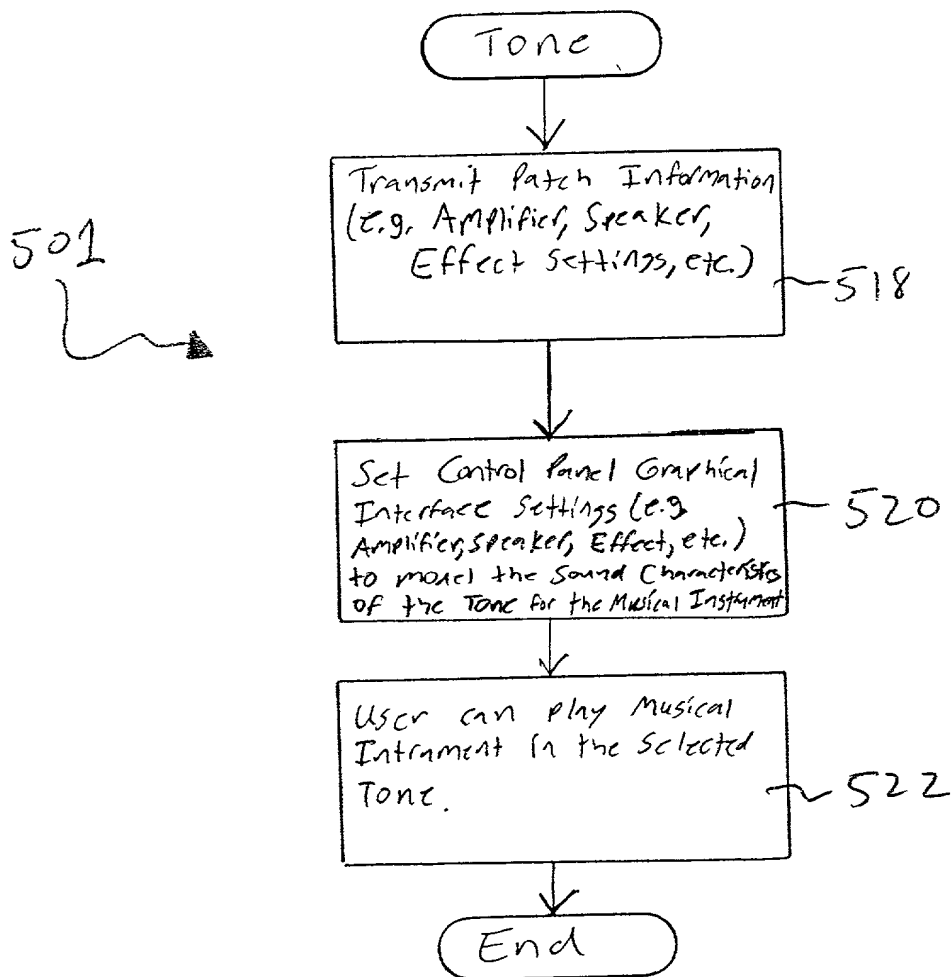 Tone
Transmit Patch Information
(e.g. Amplifier, Speaker,
Effect Settings, etc.)
518
501
Set Control Panel Graphical
Interface Settings (e.g.
Amplifier, Speaker, Effect, etc.)
to model the Sound Characteristics
of the Tone for the Musical Instrument
520
User can play Musical
Intrument in the Selected
Tone.
522
End